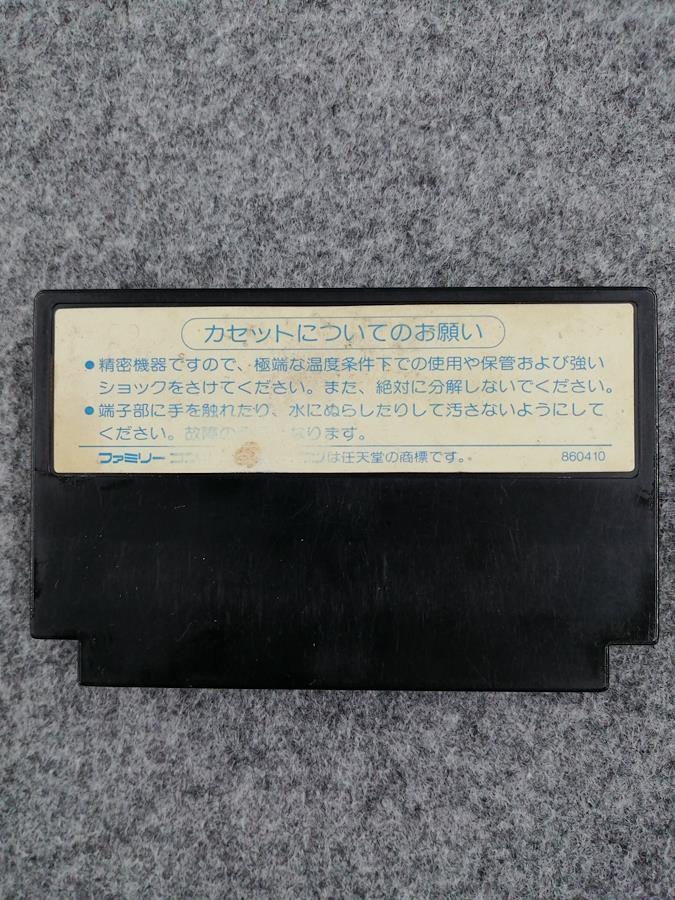 カセットについてのお願い
●精密機器ですので、極端な温度条件下での使用や保管および強い
ショックをさけてください。また、絶対に分解しないでください。
●端子部に手を触れたり、水にぬらしたりして汚さないようにして
ください。故障の なります。
ファミリー コン ンは任天堂の商標です。 860410